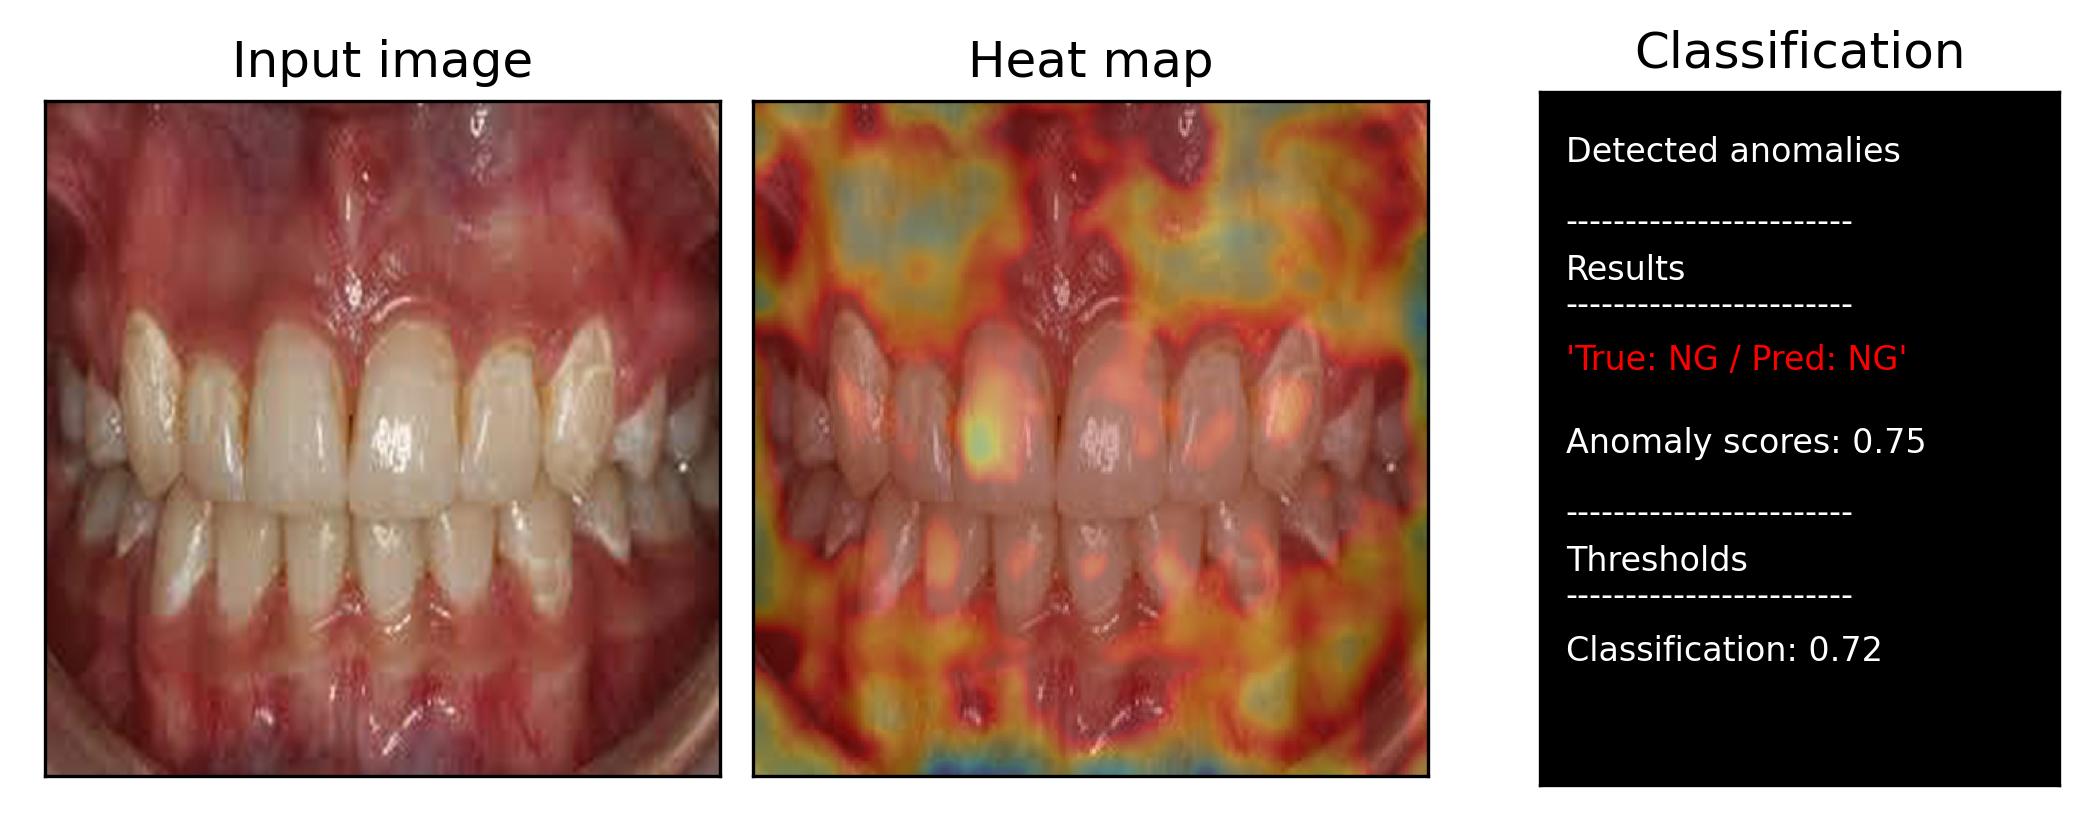 Input image
Heat map
Classification
Detected anomalies
------------------------
Results
------------------------
'True: NG / Pred: NG'
Anomaly scores: 0.75
------------------------
Thresholds
------------------------
Classification: 0.72